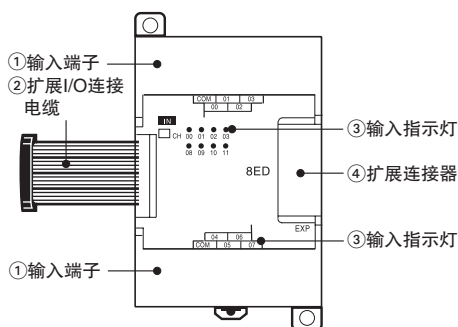 ①输入端子
②扩展I/O连接
电缆
COM 01 03
00 02
IN
CH 00 01 02 03
08 09 10 11
③输入指示灯
8ED
④扩展连接器
EXP
04 06
COM 05 07
③输入指示灯
①输入端子